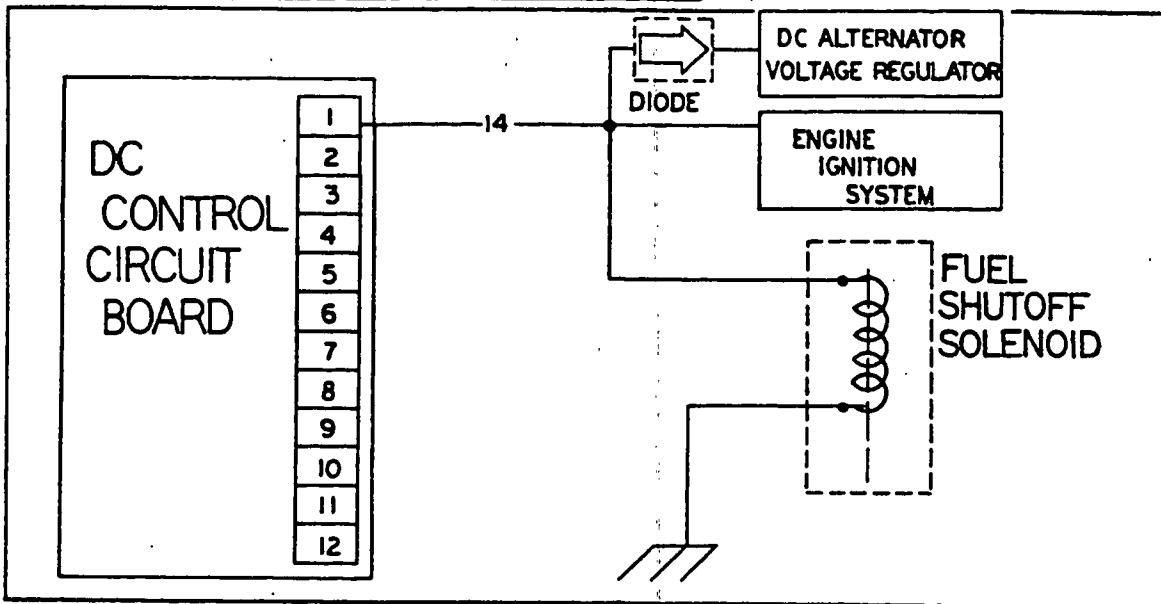 DC
CONTROL
CIRCUIT
BOARD
1
2
3
4
5
6
7
8
9
10
11
12
14
DIODE
DC ALTERNATOR
VOLTAGE REGULATOR
ENGINE
IGNITION
SYSTEM
FUEL
SHUTOFF
SOLENOID